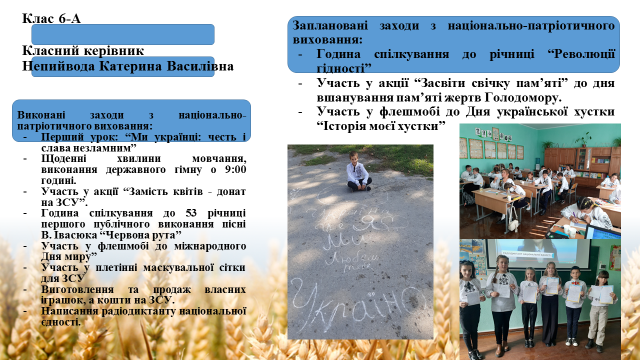 Клас 6-А
Класний керівник
Непийвода Катерина Василівна
Виконані заходи з національно-
патріотичного виховання:
- Перший урок: “Ми українці: честь і
слава незламним”
- Щоденні хвилини мовчання,
виконання державного гімну о 9:00
годині.
- Участь у акції “Замість квітів - донат
на ЗСУ”.
- Година спілкування до 53 річниці
першого публічного виконання пісні
В. Івасюка “Червона рута”
- Участь у флешмобі до міжнародного
Дня миру”
- Участь у плетінні маскувальної сітки
для ЗСУ
- Виготовлення та продаж власних
іграшок, а кошти на ЗСУ.
- Написання радіодиктанту національної
єдності.
Заплановані заходи з національно-патріотичного
виховання:
- Година спілкування до річниці “Революції
гідності”
- Участь у акції “Засвіти свічку пам’яті” до дня
вшанування пам’яті жертв Голодомору.
- Участь у флешмобі до Дня української хустки
“Історія моєї хустки”
Я
Україно